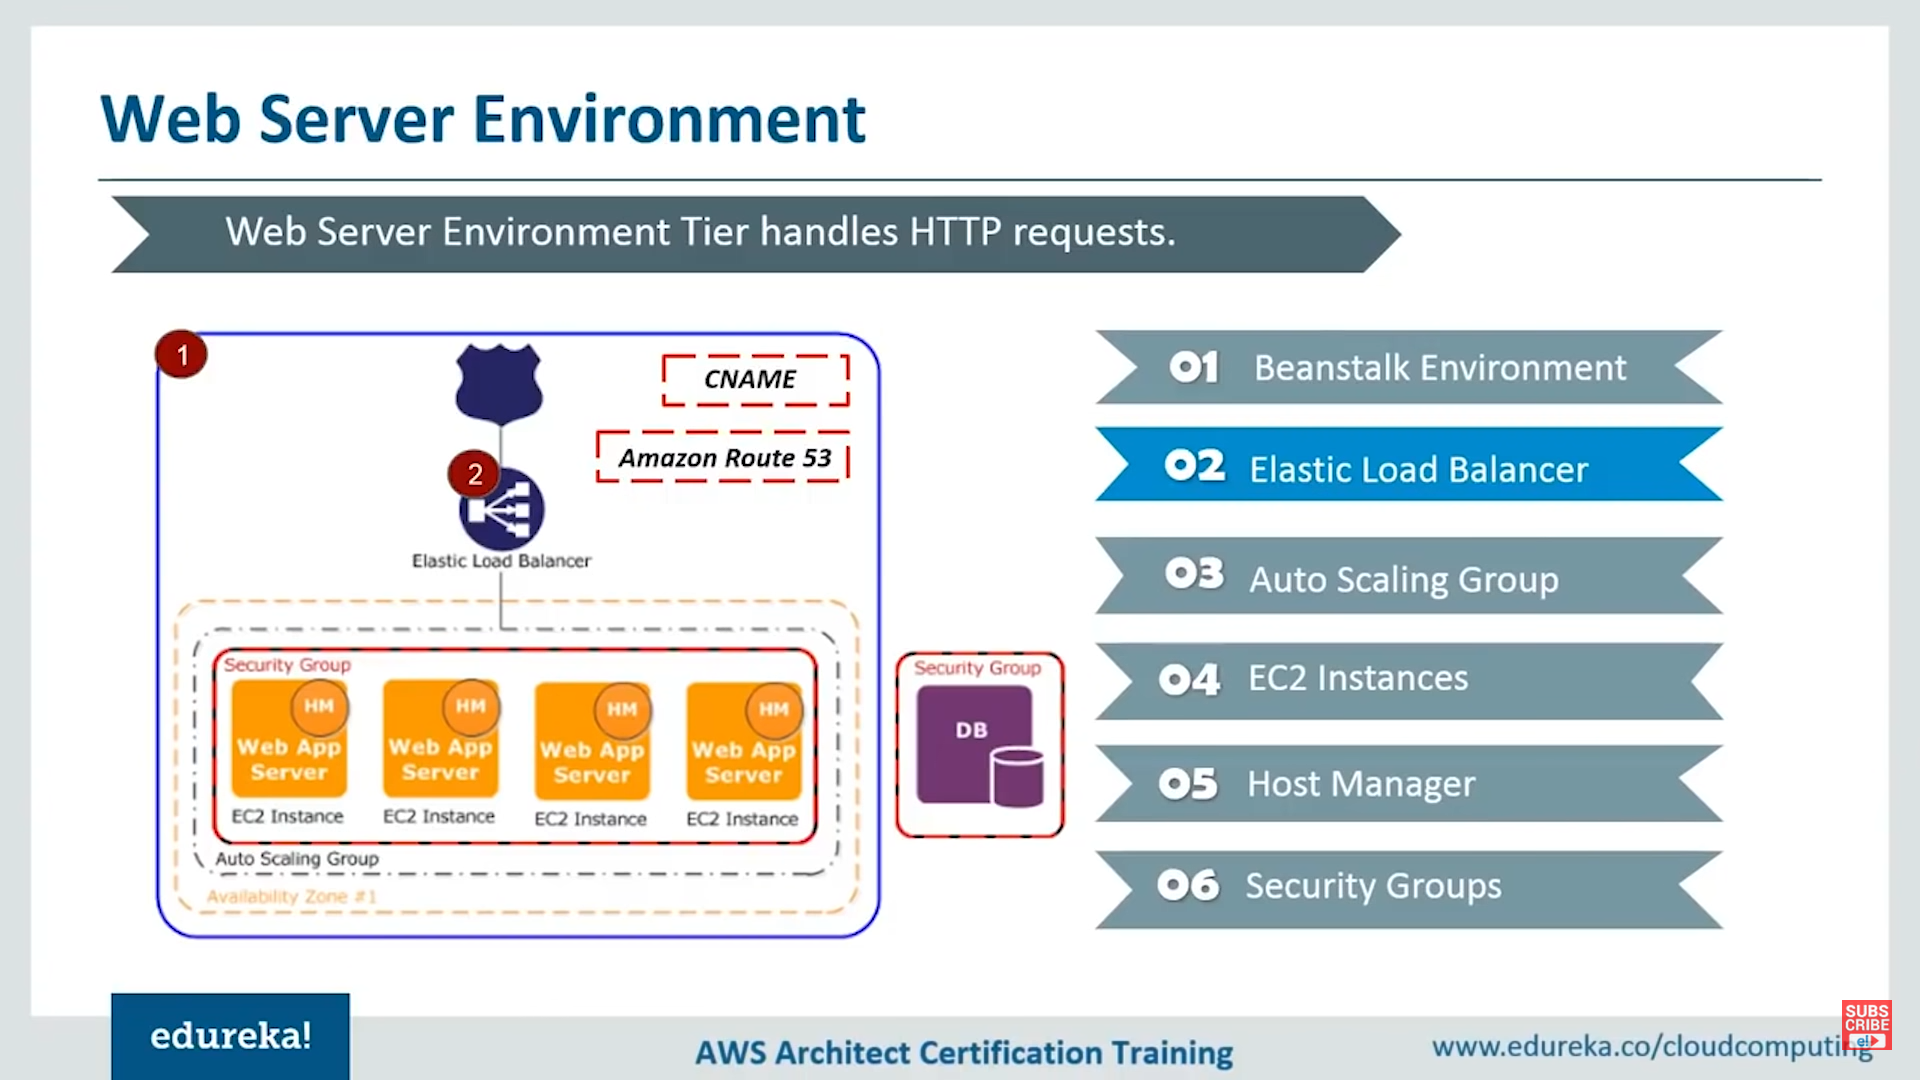 Web Server Environment
Web Server Environment Tier handles HTTP requests.
1
CNAME
Amazon Route 53
2
Elastic Load Balancer
Security Group
HM
Web App
Server
EC2 Instance
HM
Web App
Server
EC2 Instance
HM
Web App
Server
EC2 Instance
HM
Web App
Server
EC2 Instance
Auto Scaling Group
Availability Zone #1
Security Group
DB
01 Beanstalk Environment
02 Elastic Load Balancer
03 Auto Scaling Group
04 EC2 Instances
05 Host Manager
06 Security Groups
edureka!
AWS Architect Certification Training
www.edureka.co/cloudcomputing
SUBS
CRIBE
e!